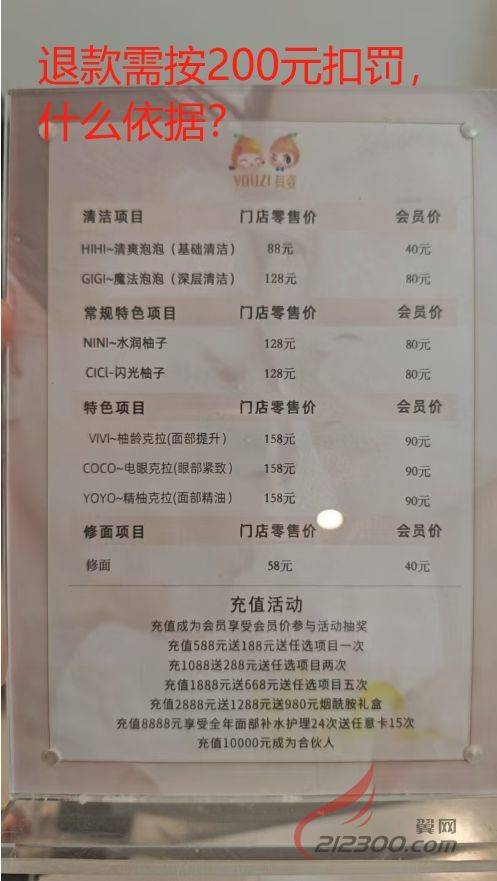 退款需按200元扣罚，
什么依据？
YOUZI 柚孜
清洁项目 门店零售价 会员价
HIHI~清爽泡泡（基础清洁） 88元 40元
GIGI~魔法泡泡（深层清洁） 128元 80元
常规特色项目 门店零售价 会员价
NINI~水润柚子 128元 80元
CICI-闪光柚子 128元 80元
特色项目 门店零售价 会员价
VIVI~柚龄克拉(面部提升） 158元 90元
COCO~电眼克拉(眼部紧致） 158元 90元
YOYO~精柚克拉(面部精油） 158元 90元
修面项目 门店零售价 会员价
修面 58元 40元
充值活动
充值成为会员享受会员价参与活动抽奖
充值588元送188元送任选项目一次
充1088送288元送任选项目两次
充值1888元送668元送任选项目五次
充值2888元送1288元送980元烟酰胺礼盒
充值8888元享受全年面部补水护理24次送任意卡15次
充值10000元成为合伙人
翼网
212300.com